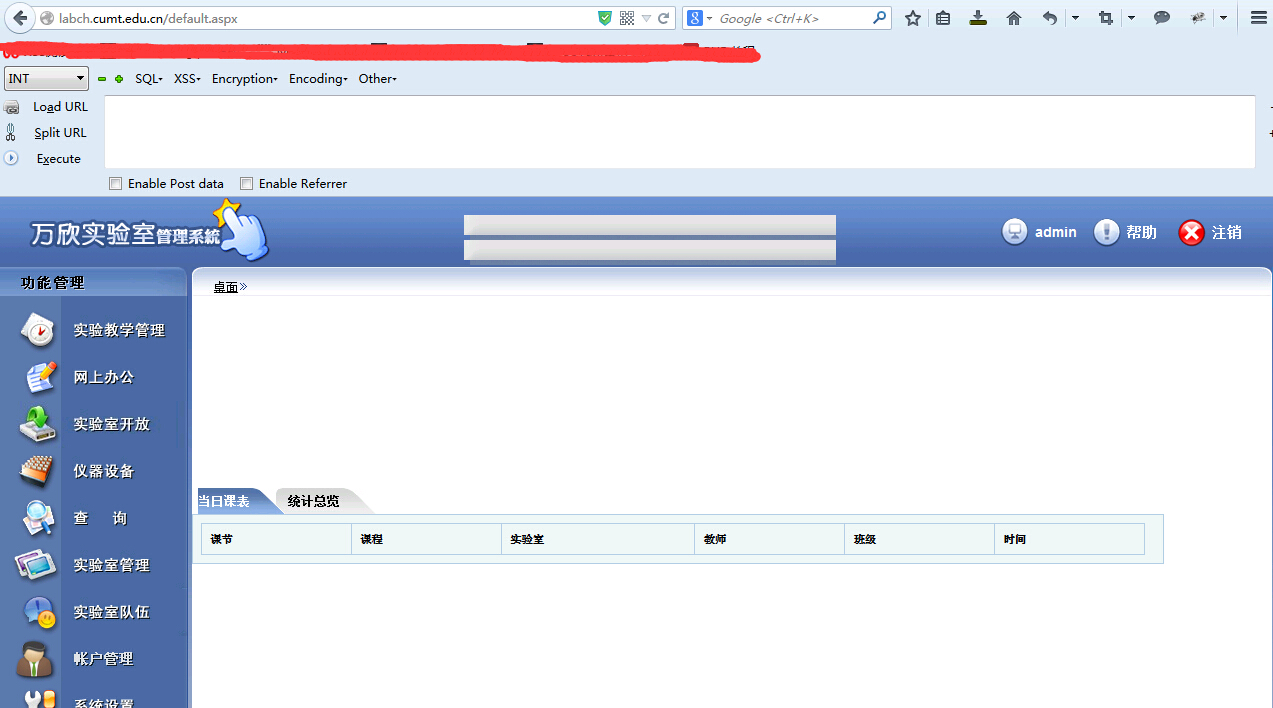 labch.cumt.edu.cn/default.aspx
Google <Ctrl+K>
INT
SQL
XSS
Encryption
Encoding
Other
Load URL
Split URL
Execute
Enable Post data
Enable Referrer
万欣实验室管理系統
admin
帮助
注销
功能管理
桌面»
实验教学管理
网上办公
实验室开放
仪器设备
查 询
实验室管理
实验室队伍
帐户管理
系统设置
当日课表
统计总览
课节
课程
实验室
教师
班级
时间